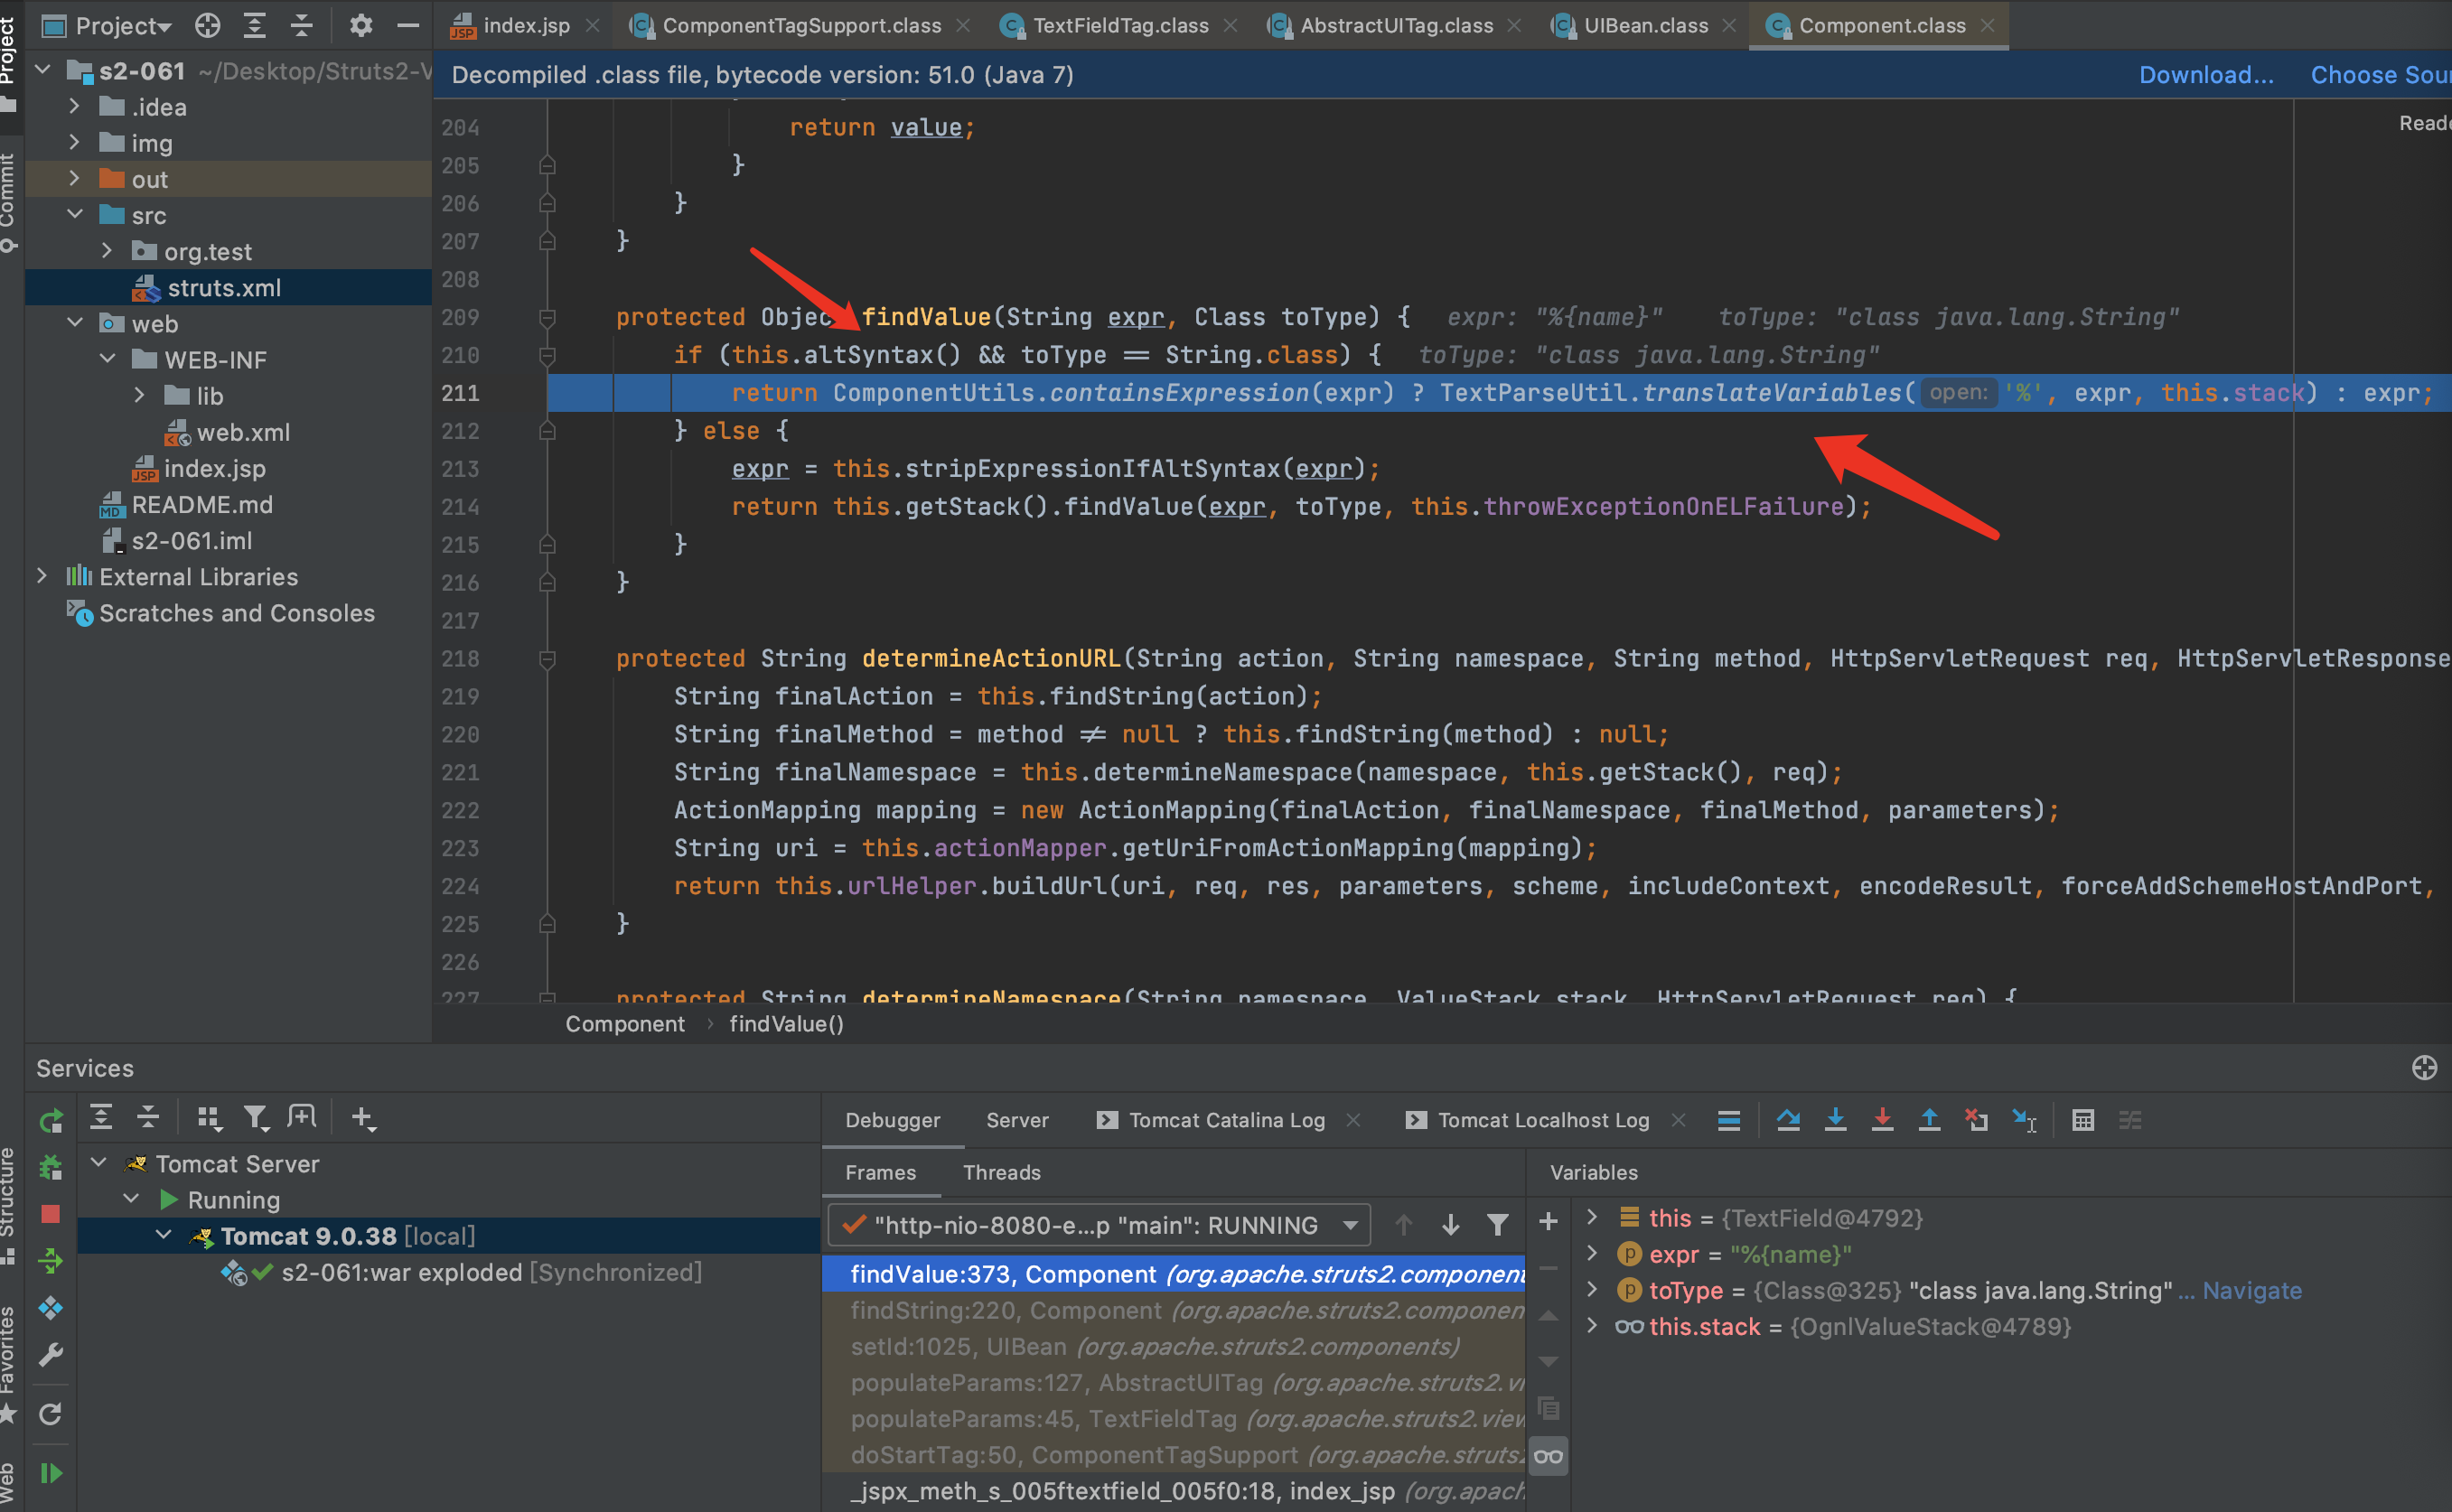 Project
index.jsp
ComponentTagSupport.class
TextFieldTag.class
AbstractUITag.class
UIBean.class
Component.class
Project
Commit
s2-061 ~/Desktop/Struts2-V
.idea
img
out
src
org.test
struts.xml
web
WEB-INF
lib
web.xml
index.jsp
README.md
s2-061.iml
External Libraries
Scratches and Consoles
Decompiled .class file, bytecode version: 51.0 (Java 7)
Download...
Choose Sou
Reade
204 return value;
205 }
206 }
207 }
208
209 protected Objec findValue(String expr, Class toType) { expr: "%{name}" toType: "class java.lang.String"
210 if (this.altSyntax() && toType == String.class) { toType: "class java.lang.String"
211 return ComponentUtils.containsExpression(expr) ? TextParseUtil.translateVariables( open: '%', expr, this.stack) : expr;
212 } else {
213 expr = this.stripExpressionIfAltSyntax(expr);
214 return this.getStack().findValue(expr, toType, this.throwExceptionOnELFailure);
215 }
216 }
217
218 protected String determineActionURL(String action, String namespace, String method, HttpServletRequest req, HttpServletResponse
219 String finalAction = this.findString(action);
220 String finalMethod = method != null ? this.findString(method) : null;
221 String finalNamespace = this.determineNamespace(namespace, this.getStack(), req);
222 ActionMapping mapping = new ActionMapping(finalAction, finalNamespace, finalMethod, parameters);
223 String uri = this.actionMapper.getUriFromActionMapping(mapping);
224 return this.urlHelper.buildUrl(uri, req, res, parameters, scheme, includeContext, encodeResult, forceAddSchemeHostAndPort,
225 }
226
227 protected String determineNamespace(String namespace, ValueStack stack, HttpServletRequest req) {
Component > findValue()
Services
Structure
Favorites
Web
Tomcat Server
Running
Tomcat 9.0.38 [local]
s2-061:war exploded [Synchronized]
Debugger
Server
Tomcat Catalina Log
Tomcat Localhost Log
Frames
Threads
"http-nio-8080-e...p "main": RUNNING
findValue:373, Component (org.apache.struts2.component
findString:220, Component (org.apache.struts2.componen
setId:1025, UIBean (org.apache.struts2.components)
populateParams:127, AbstractUITag (org.apache.struts2.vi
populateParams:45, TextFieldTag (org.apache.struts2.view
doStartTag:50, ComponentTagSupport (org.apache.struts2
_jspx_meth_s_005ftextfield_005f0:18, index_jsp (org.apach
Variables
this = {TextField@4792}
expr = "%{name}"
toType = {Class@325} "class java.lang.String" ... Navigate
this.stack = {OgnlValueStack@4789}